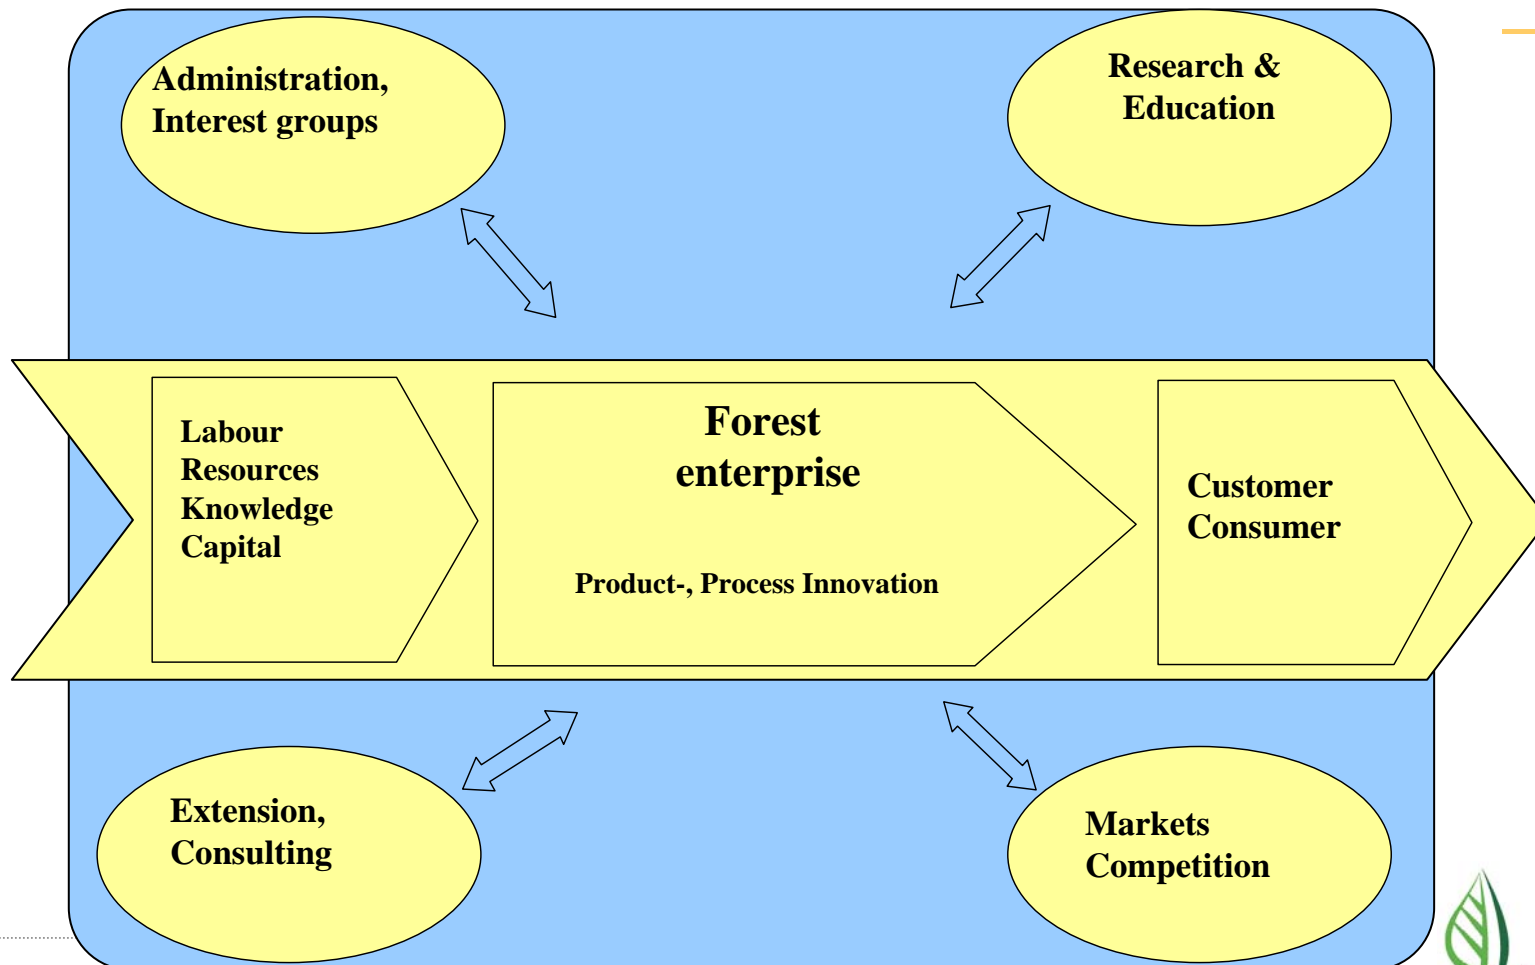 Administration,
Interest groups
Research &
Education
Labour
Resources
Knowledge
Capital
Forest
enterprise
Product-, Process Innovation
Customer
Consumer
Extension,
Consulting
Markets
Competition